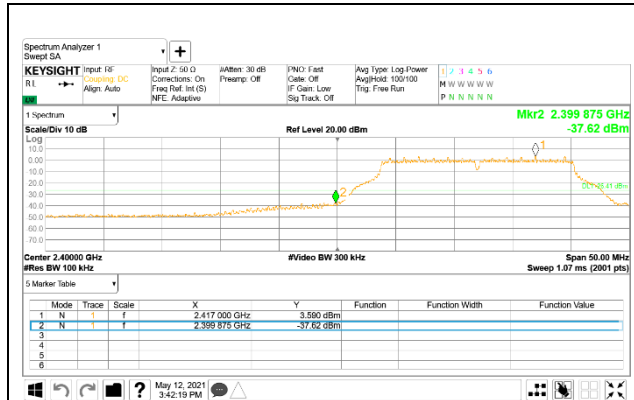 Spectrum Analyzer 1
Swept SA
KEYSIGHT Input: RF Input Z: 50 Ω #Atten: 30 dB PNO: Fast Avg Type: Log-Power 1 2 3 4 5 6
R L Coupling: DC Corrections: On Preamp: Off Gate: Off Avg|Hold: 100/100 M W W W W W
Align: Auto Freq Ref: Int (S) IF Gain: Low Trig: Free Run
NFE: Adaptive Sig Track: Off P N N N N N
1 Spectrum Mkr2 2.399 875 GHz
Scale/Div 10 dB Ref Level 20.00 dBm -37.62 dBm
Log
10.0
0.00
10.0
20.0
30.0
40.0
50.0
60.0
70.0
1
2
Center 2.40000 GHz #Video BW 300 kHz Span 50.00 MHz
#Res BW 100 kHz Sweep 1.07 ms (2001 pts)
5 Marker Table
Mode Trace Scale X Y Function Function Width Function Value
1 N 1 f 2.417 000 GHz 3.590 dBm
2 N 1 f 2.399 875 GHz -37.62 dBm
3
4
5
6
? May 12, 2021
3:42:19 PM